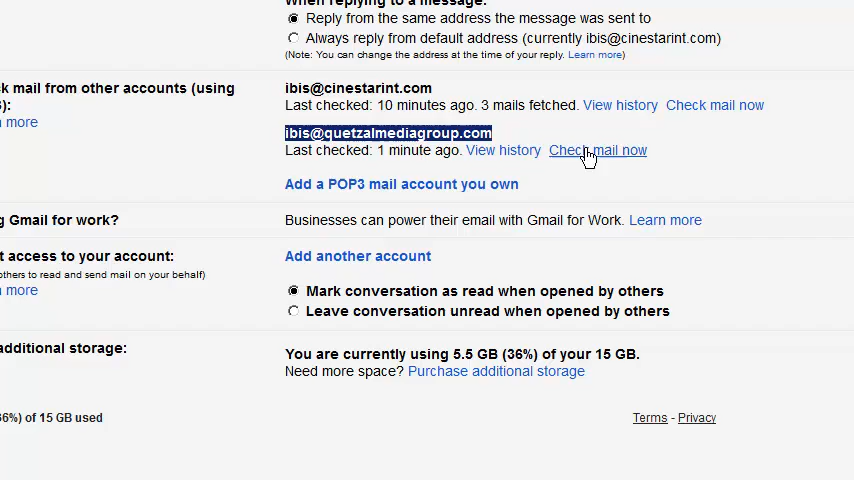 When replying to a message:
Reply from the same address the message was sent to
Always reply from default address (currently ibis@cinestarint.com)
(Note: You can change the address at the time of your reply. Learn more)
ck mail from other accounts (using
3):
n more
ibis@cinestarint.com
Last checked: 10 minutes ago. 3 mails fetched. View history Check mail now
ibis@quetzalmediagroup.com
Last checked: 1 minute ago. View history Check mail now
Add a POP3 mail account you own
g Gmail for work?
Businesses can power their email with Gmail for Work. Learn more
t access to your account:
others to read and send mail on your behalf)
n more
Add another account
Mark conversation as read when opened by others
Leave conversation unread when opened by others
additional storage:
You are currently using 5.5 GB (36%) of your 15 GB.
Need more space? Purchase additional storage
36%) of 15 GB used
Terms - Privacy